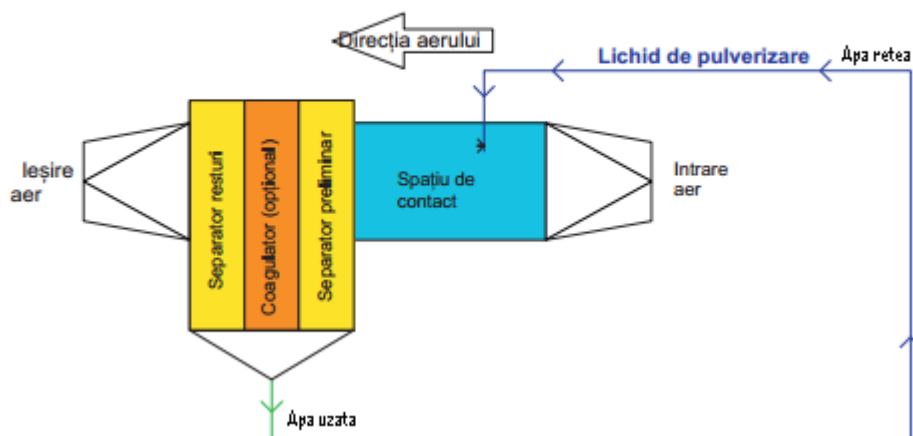 Direcția aerului
Lichid de pulverizare
Apa retea
Ieșire
aer
Separator resturi
Coagulator (opțional)
Separator preliminar
Spațiu de
contact
Intrare
aer
Apa uzata